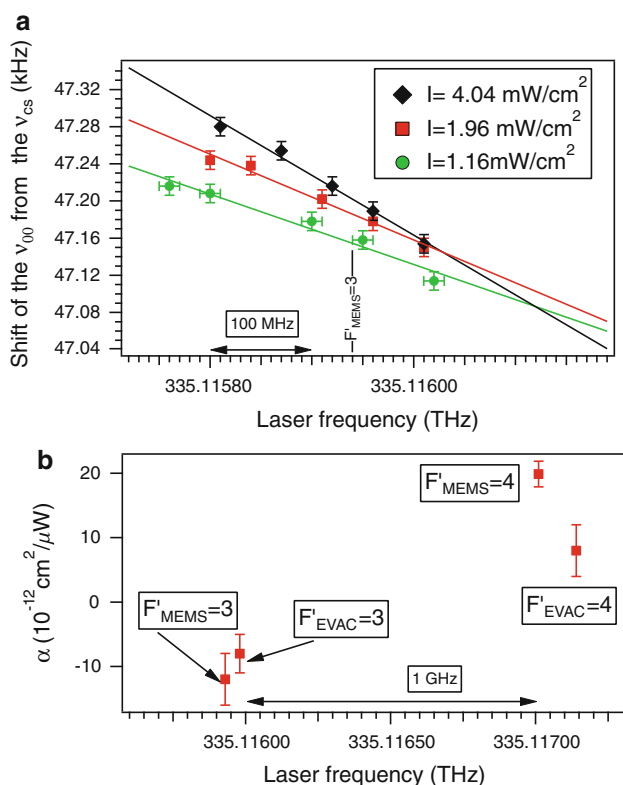 a
Shift of the ν00 from the νcs (kHz)
47.32
47.28
47.24
47.20
47.16
47.12
47.08
47.04
I= 4.04 mW/cm²
I=1.96 mW/cm²
I=1.16mW/cm²
100 MHz
F'MEMS=3
335.11580
335.11600
Laser frequency (THz)
b
α (10⁻¹²cm²/μW)
20
10
0
-10
F'MEMS=4
F'EVAC=4
F'MEMS=3
F'EVAC=3
1 GHz
335.11600
335.11650
335.11700
Laser frequency (THz)